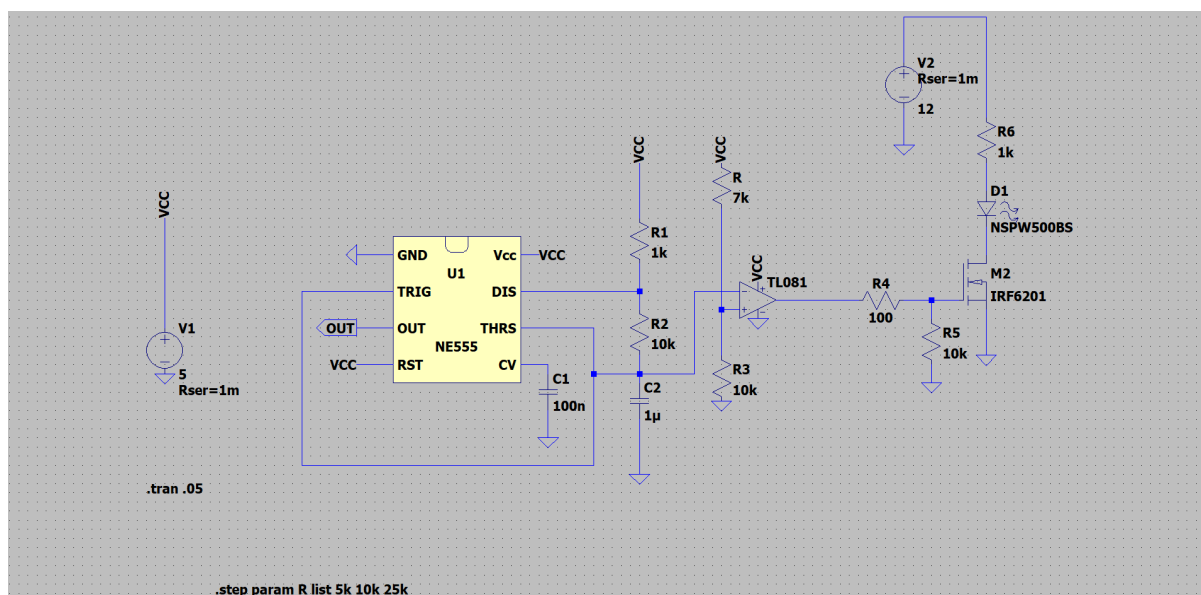 V2
Rser=1m
12
R6
1k
D1
NSPW500BS
M2
IRF6201
VCC
VCC
R
7k
VCC
R1
1k
GND
Vcc
VCC
U1
TRIG
DIS
OUT
OUT
THRS
NE555
VCC
RST
CV
R2
10k
C1
100n
C2
1µ
VCC
TL081
R3
10k
R4
100
R5
10k
V1
5
Rser=1m
.tran .05
.step param R list 5k 10k 25k